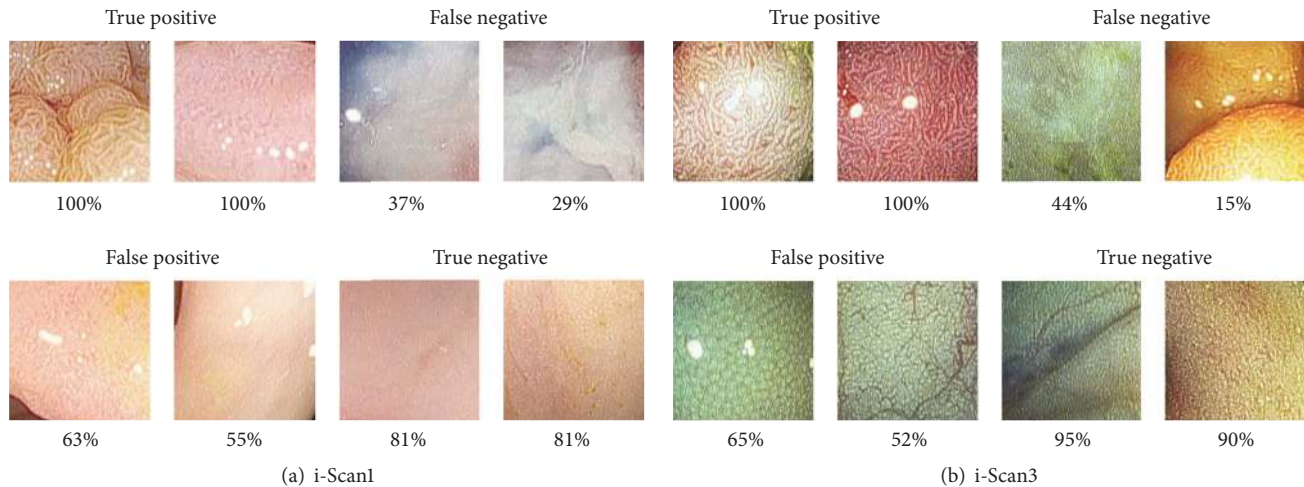 True positive False negative True positive False negative
100% 100% 37% 29% 100% 100% 44% 15%
False positive True negative False positive True negative
63% 55% 81% 81% 65% 52% 95% 90%
(a) i-Scan1 (b) i-Scan3